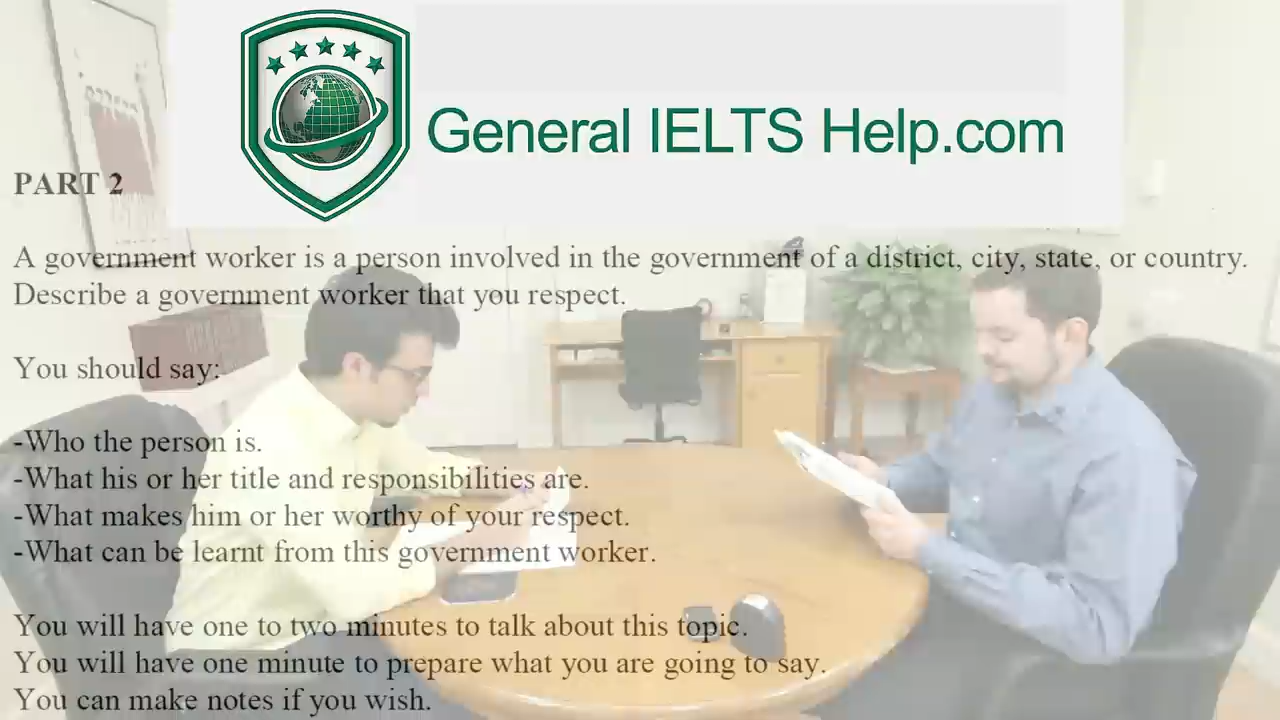 General IELTS Help.com
PART 2
A government worker is a person involved in the government of a district, city, state, or country.
Describe a government worker that you respect.
You should say:
-Who the person is.
-What his or her title and responsibilities are.
-What makes him or her worthy of your respect.
-What can be learnt from this government worker.
You will have one to two minutes to talk about this topic.
You will have one minute to prepare what you are going to say.
You can make notes if you wish.